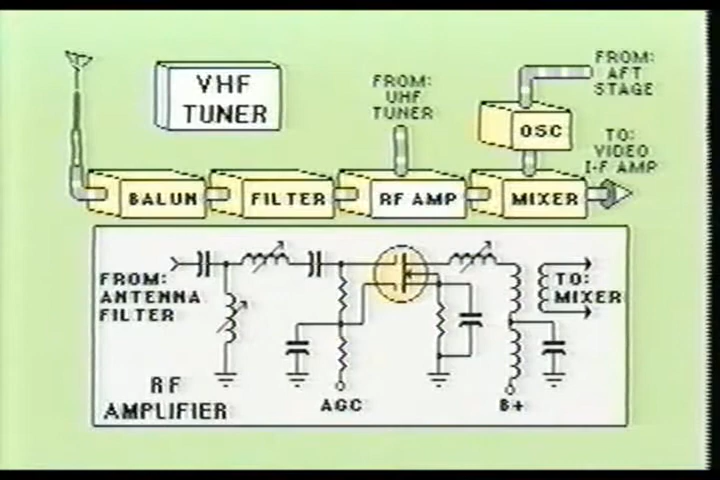 VHF
TUNER
FROM:
UHF
TUNER
FROM:
AFT
STAGE
OSC
TO:
VIDEO
I-F AMP
BALUN
FILTER
RF AMP
MIXER
FROM:
ANTENNA
FILTER
TO:
MIXER
RF
AMPLIFIER
AGC
B+